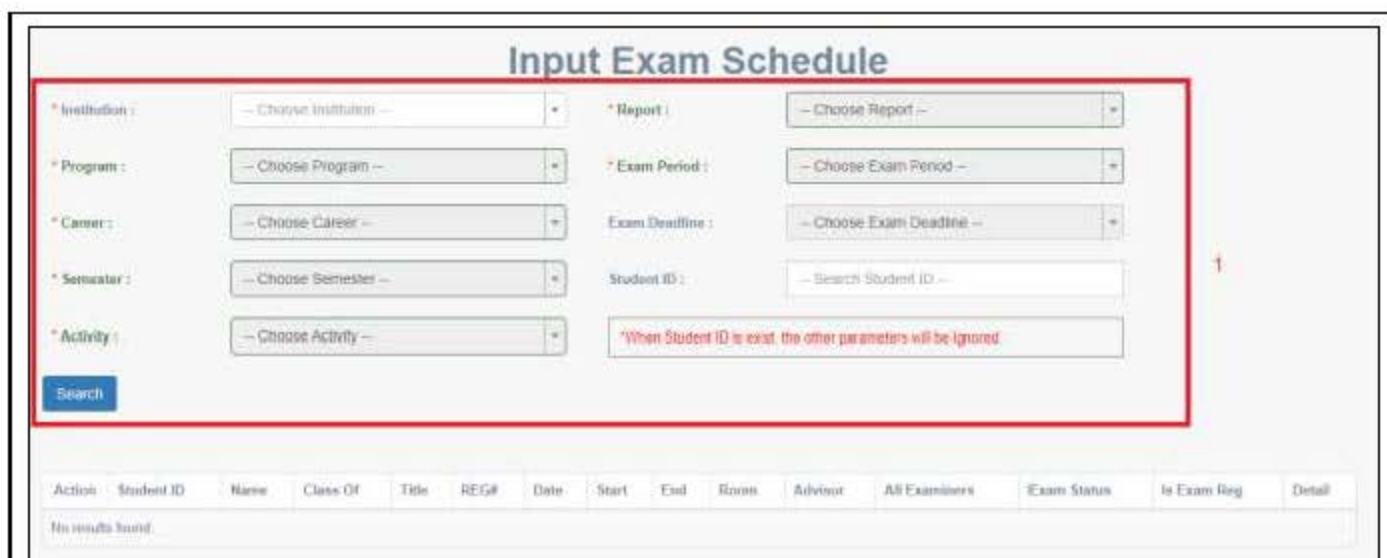 Input Exam Schedule
* Institution : -- Choose Institution -- * Report : -- Choose Report --
* Program : -- Choose Program -- * Exam Period : -- Choose Exam Period --
* Career : -- Choose Career -- Exam Deadline : -- Choose Exam Deadline --
* Semester : -- Choose Semester -- Student ID : -- Search Student ID --
1
* Activity : -- Choose Activity -- *When Student ID is exist, the other parameters will be ignored
Search
Action Student ID Name Class Of Title REG# Date Start End Room Advisor All Examiners Exam Status Is Exam Reg Detail
No results found.